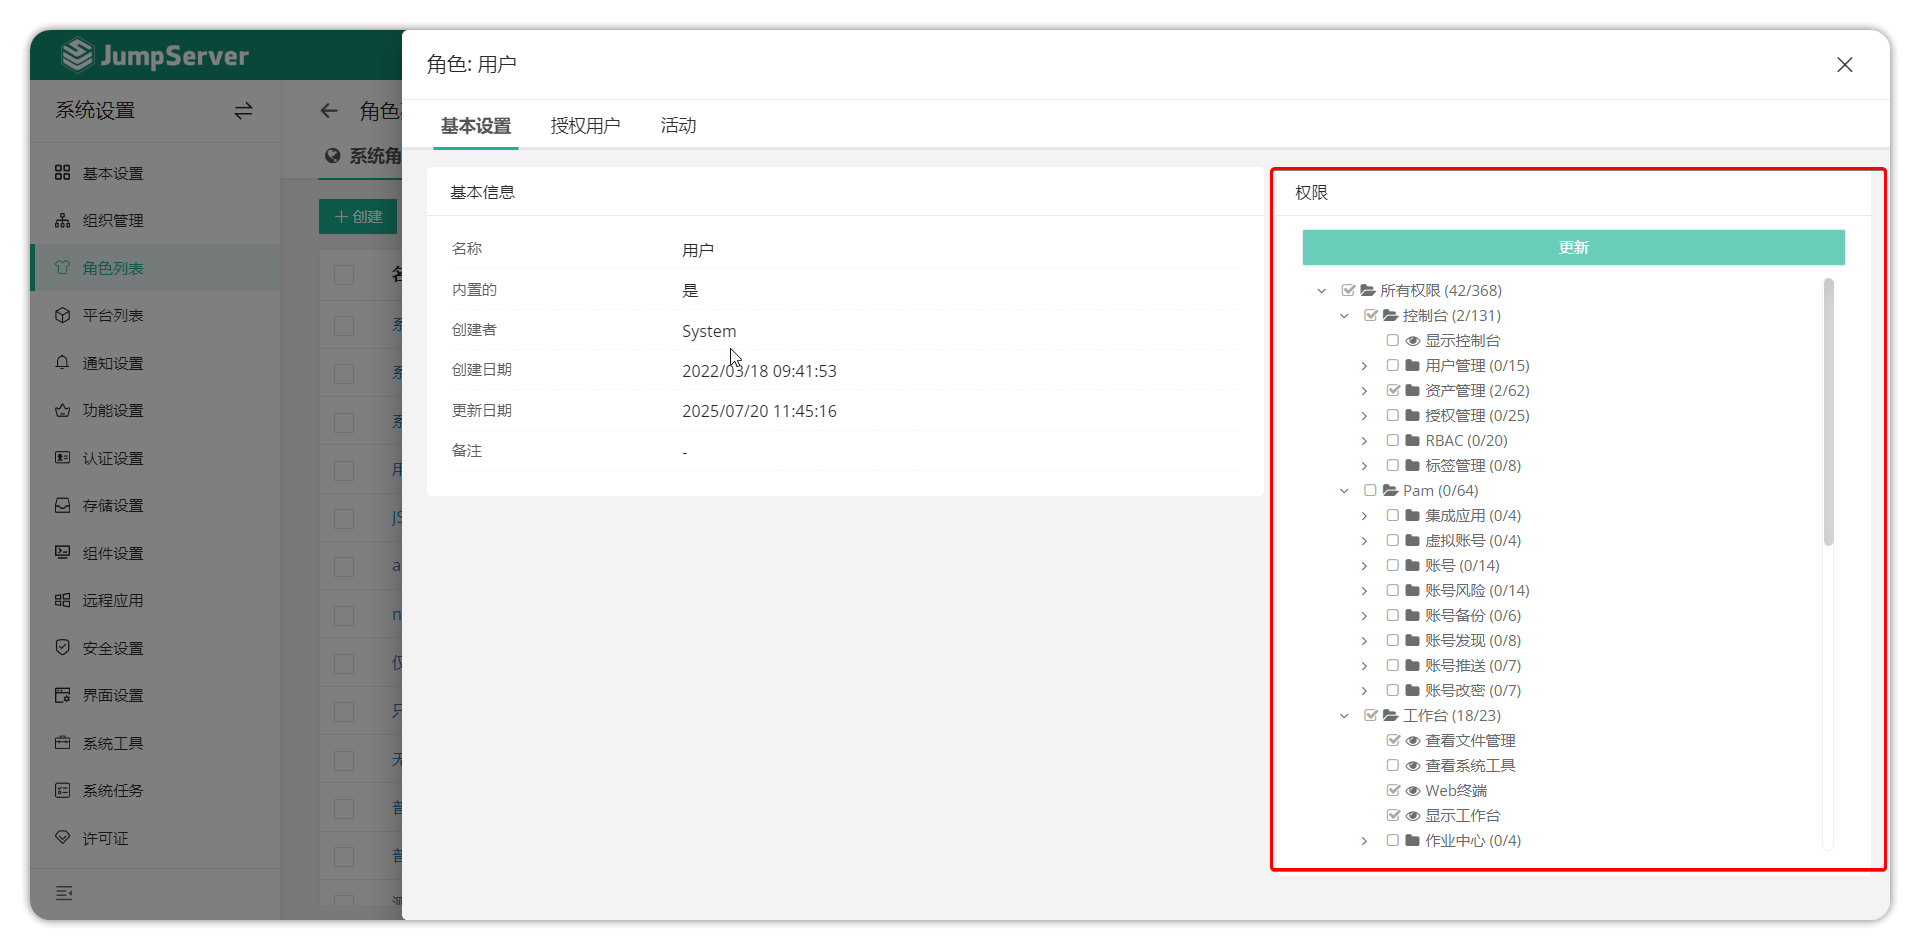 JumpServer
系统设置
基本设置
组织管理
角色列表
平台列表
通知设置
功能设置
认证设置
存储设置
组件设置
远程应用
安全设置
界面设置
系统工具
系统任务
许可证
角色
系统角
创建
角色: 用户
基本设置
授权用户
活动
基本信息
名称
用户
内置的
是
创建者
System
创建日期
2022/03/18 09:41:53
更新日期
2025/07/20 11:45:16
备注
-
权限
更新
所有权限 (42/368)
控制台 (2/131)
显示控制台
用户管理 (0/15)
资产管理 (2/62)
授权管理 (0/25)
RBAC (0/20)
标签管理 (0/8)
Pam (0/64)
集成应用 (0/4)
虚拟账号 (0/4)
账号 (0/14)
账号风险 (0/14)
账号备份 (0/6)
账号发现 (0/8)
账号推送 (0/7)
账号改密 (0/7)
工作台 (18/23)
查看文件管理
查看系统工具
Web终端
显示工作台
作业中心 (0/4)